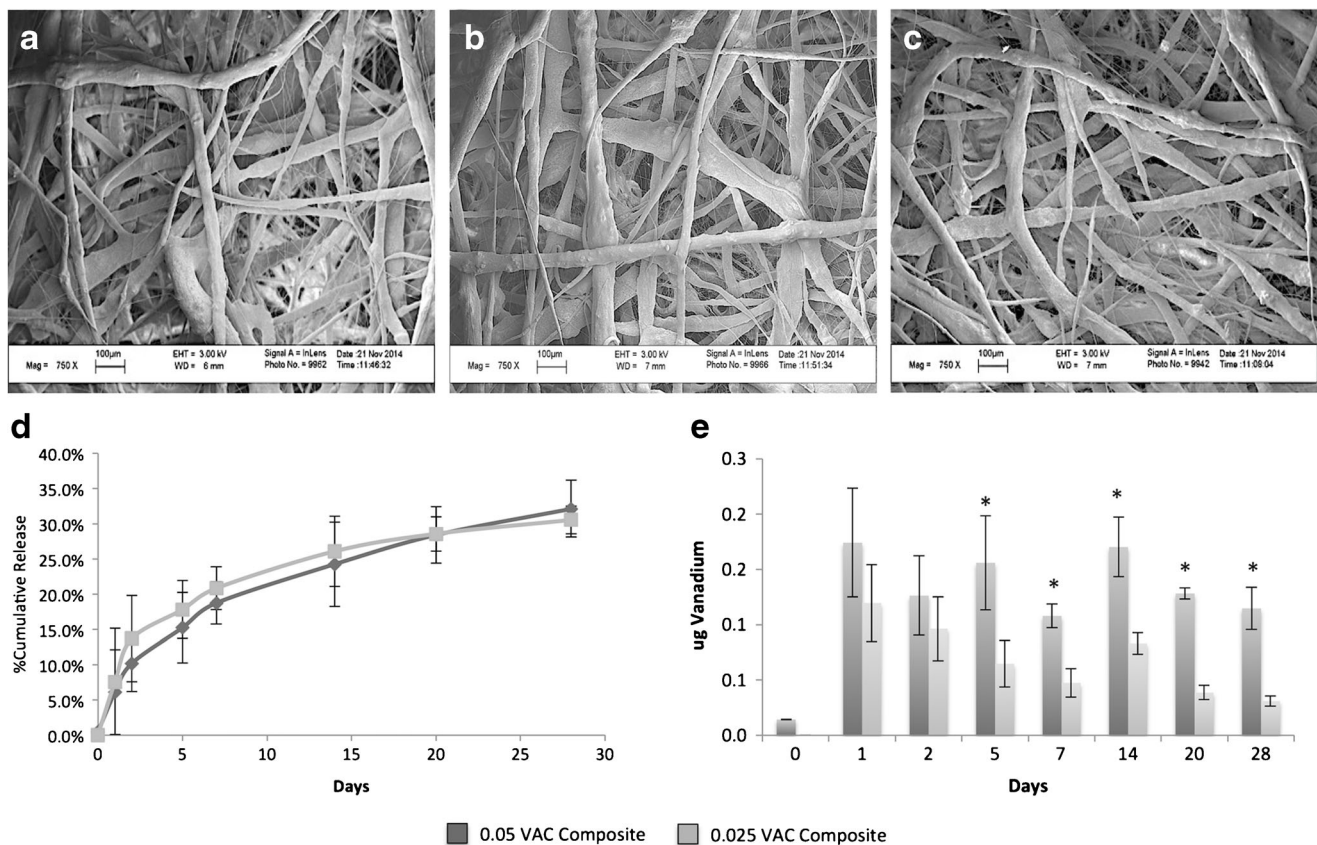 a
b
c
Mag = 750 X
100µm
EHT = 3.00 kV
WD = 6 mm
Signal A = InLens
Photo No. = 9962
Date :21 Nov 2014
Time :11:46:32
Mag = 750 X
100µm
EHT = 3.00 kV
WD = 7 mm
Signal A = InLens
Photo No. = 9966
Date :21 Nov 2014
Time :11:51:34
Mag = 750 X
100µm
EHT = 3.00 kV
WD = 7 mm
Signal A = InLens
Photo No. = 9942
Date :21 Nov 2014
Time :11:09:04
d
%Cumulative Release
40.0%
35.0%
30.0%
25.0%
20.0%
15.0%
10.0%
5.0%
0.0%
0 5 10 15 20 25 30
Days
e
ug Vanadium
0.3
0.2
0.2
0.1
0.1
0.0
* * * * *
0 1 2 5 7 14 20 28
Days
0.05 VAC Composite
0.025 VAC Composite